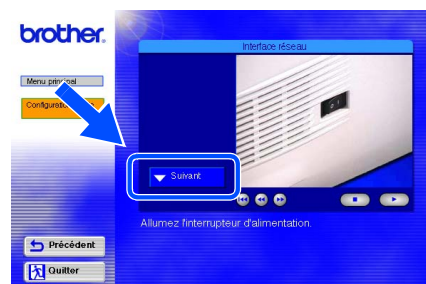 brother.
Interface réseau
Menu principal
Configuration
Suivant
Allumez l'interrupteur d'alimentation.
Précédent
Quitter